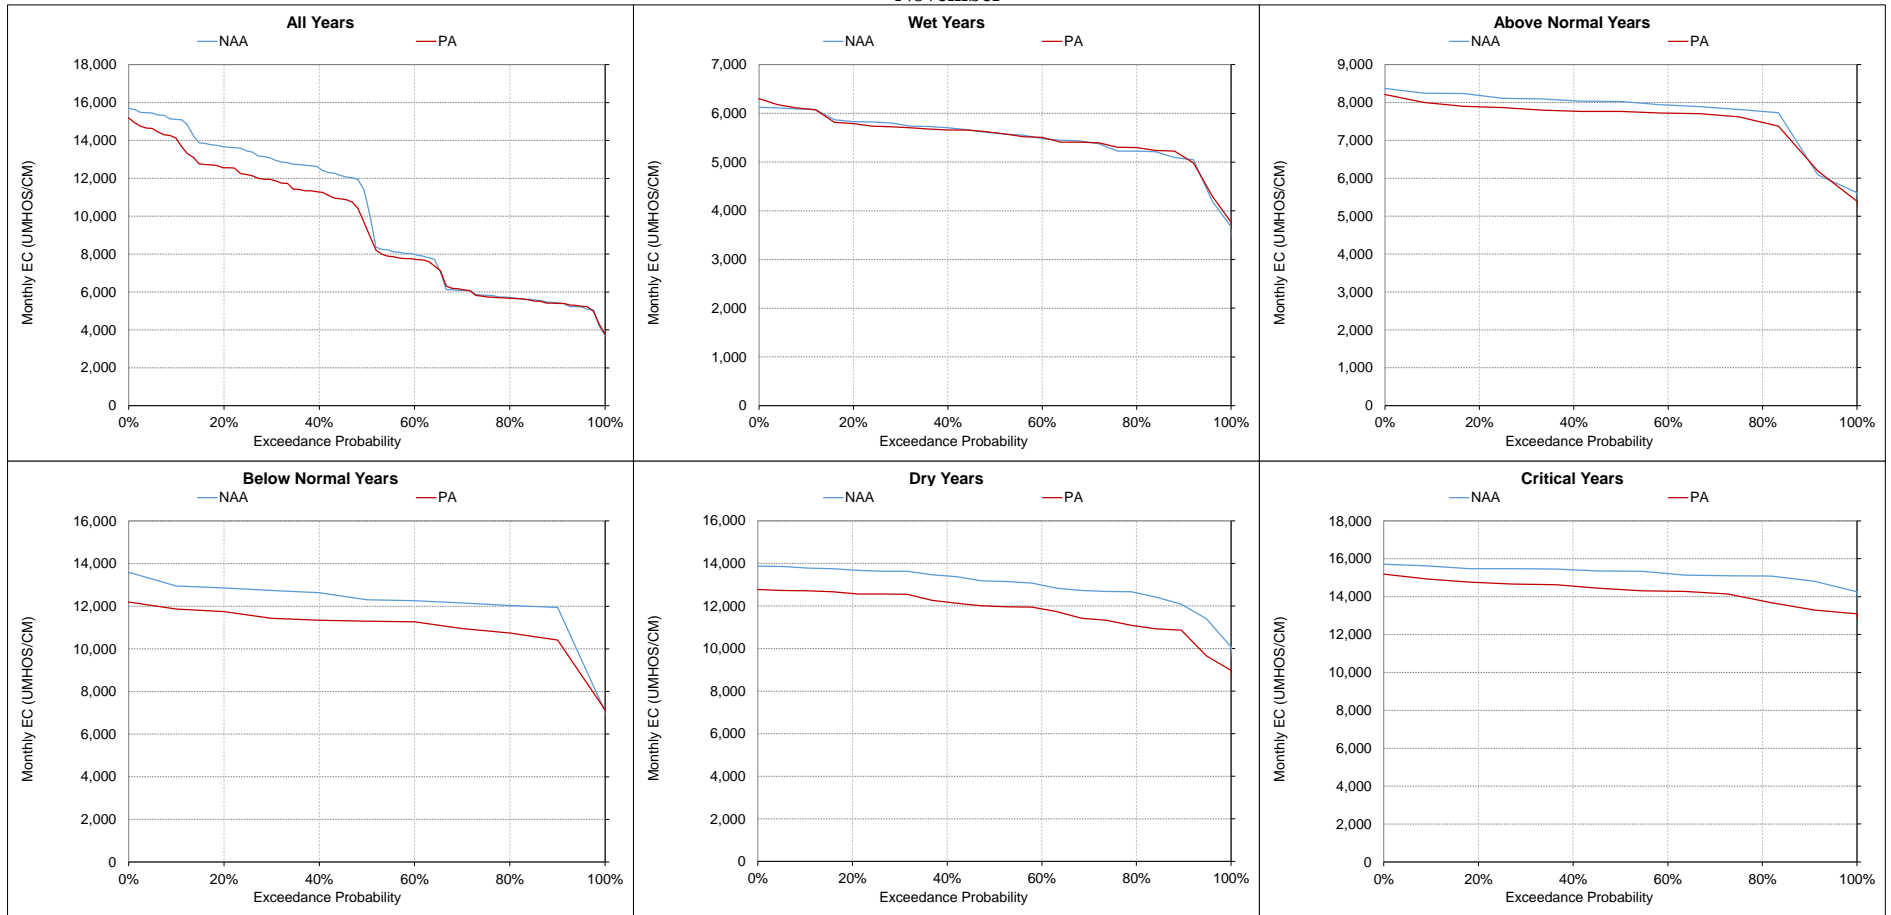 All Years
NAA PA
18,000
16,000
14,000
12,000
10,000
8,000
6,000
4,000
2,000
0
0% 20% 40% 60% 80% 100%
Monthly EC (UMHOS/CM)
Exceedance Probability
Wet Years
NAA PA
7,000
6,000
5,000
4,000
3,000
2,000
1,000
0
0% 20% 40% 60% 80% 100%
Monthly EC (UMHOS/CM)
Exceedance Probability
Above Normal Years
NAA PA
9,000
8,000
7,000
6,000
5,000
4,000
3,000
2,000
1,000
0
0% 20% 40% 60% 80% 100%
Monthly EC (UMHOS/CM)
Exceedance Probability
Below Normal Years
NAA PA
16,000
14,000
12,000
10,000
8,000
6,000
4,000
2,000
0
0% 20% 40% 60% 80% 100%
Monthly EC (UMHOS/CM)
Exceedance Probability
Dry Years
NAA PA
16,000
14,000
12,000
10,000
8,000
6,000
4,000
2,000
0
0% 20% 40% 60% 80% 100%
Monthly EC (UMHOS/CM)
Exceedance Probability
Critical Years
NAA PA
18,000
16,000
14,000
12,000
10,000
8,000
6,000
4,000
2,000
0
0% 20% 40% 60% 80% 100%
Monthly EC (UMHOS/CM)
Exceedance Probability